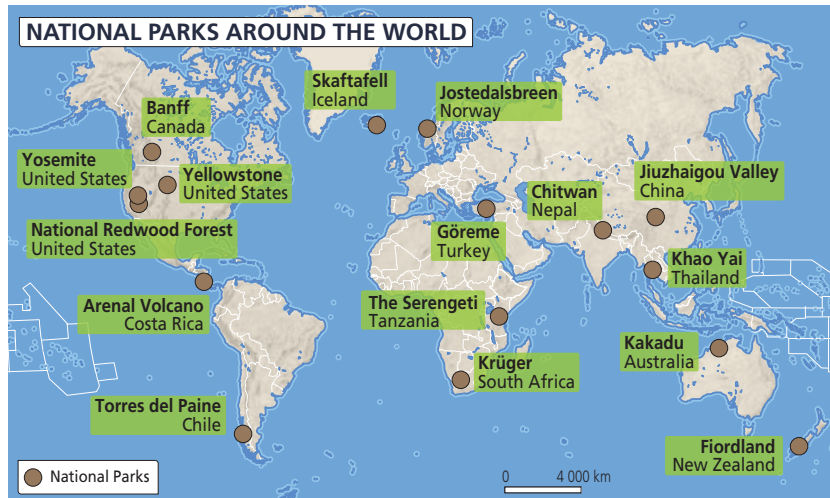 NATIONAL PARKS AROUND THE WORLD
Skaftafell
Iceland
Jostedalsbreen
Norway
Banff
Canada
Yosemite
United States
Yellowstone
United States
Jiuzhaigou Valley
China
Chitwan
Nepal
National Redwood Forest
United States
Göreme
Turkey
Khao Yai
Thailand
Arenal Volcano
Costa Rica
The Serengeti
Tanzania
Kakadu
Australia
Krüger
South Africa
Torres del Paine
Chile
Fiordland
New Zealand
National Parks
0 4 000 km